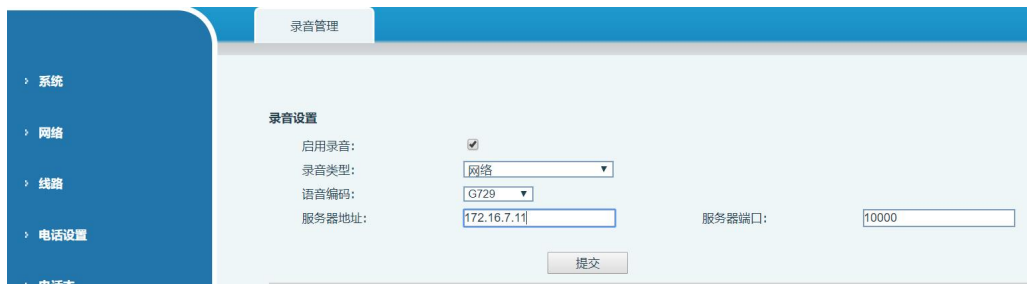 录音管理
系统
网络
线路
电话设置
录音设置
启用录音:
录音类型: 网络
语音编码: G729
服务器地址: 172.16.7.11 服务器端口: 10000
提交